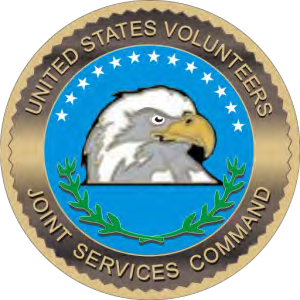 UNITED STATES VOLUNTEERS
JOINT SERVICES COMMAND